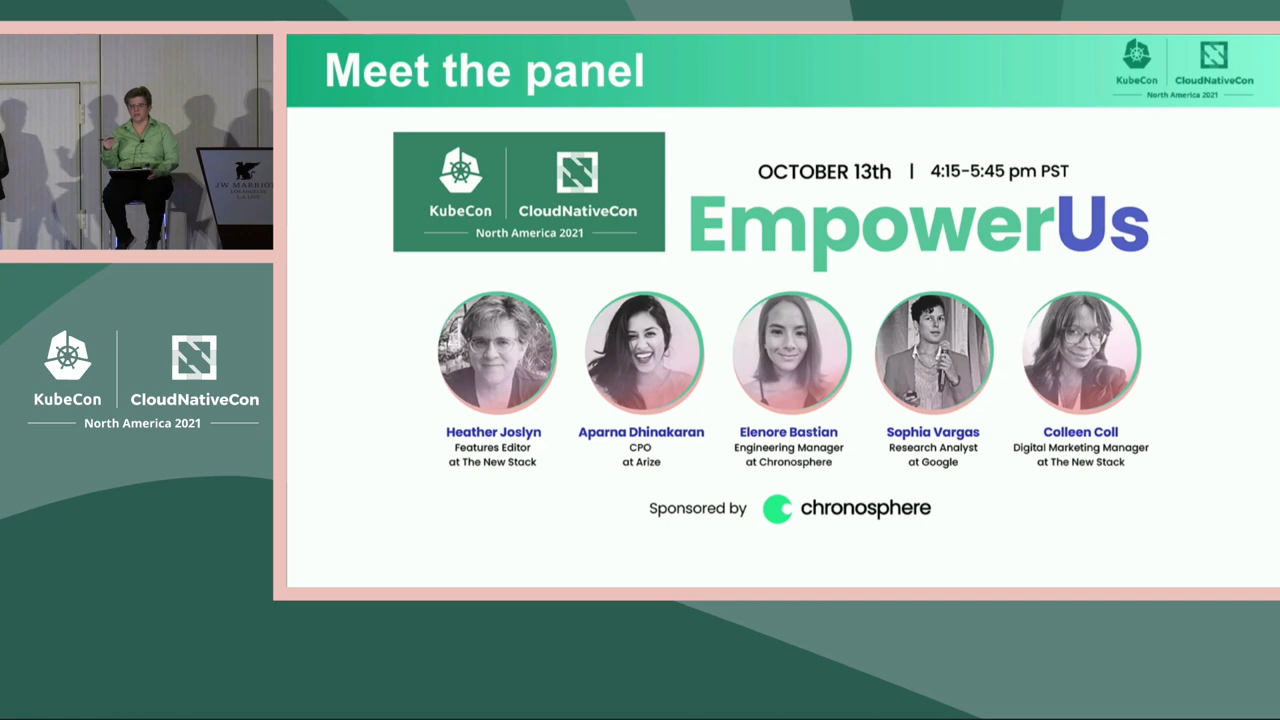 Meet the panel
KubeCon
CloudNativeCon
North America 2021
KubeCon
CloudNativeCon
North America 2021
OCTOBER 13th | 4:15-5:45 pm PST
EmpowerUs
Heather Joslyn
Features Editor
at The New Stack
Aparna Dhinakaran
CPO
at Arize
Elenore Bastian
Engineering Manager
at Chronosphere
Sophia Vargas
Research Analyst
at Google
Colleen Coll
Digital Marketing Manager
at The New Stack
Sponsored by chronosphere
JW MARRIO
L.A. LIVE
KubeCon
CloudNativeCon
North America 2021